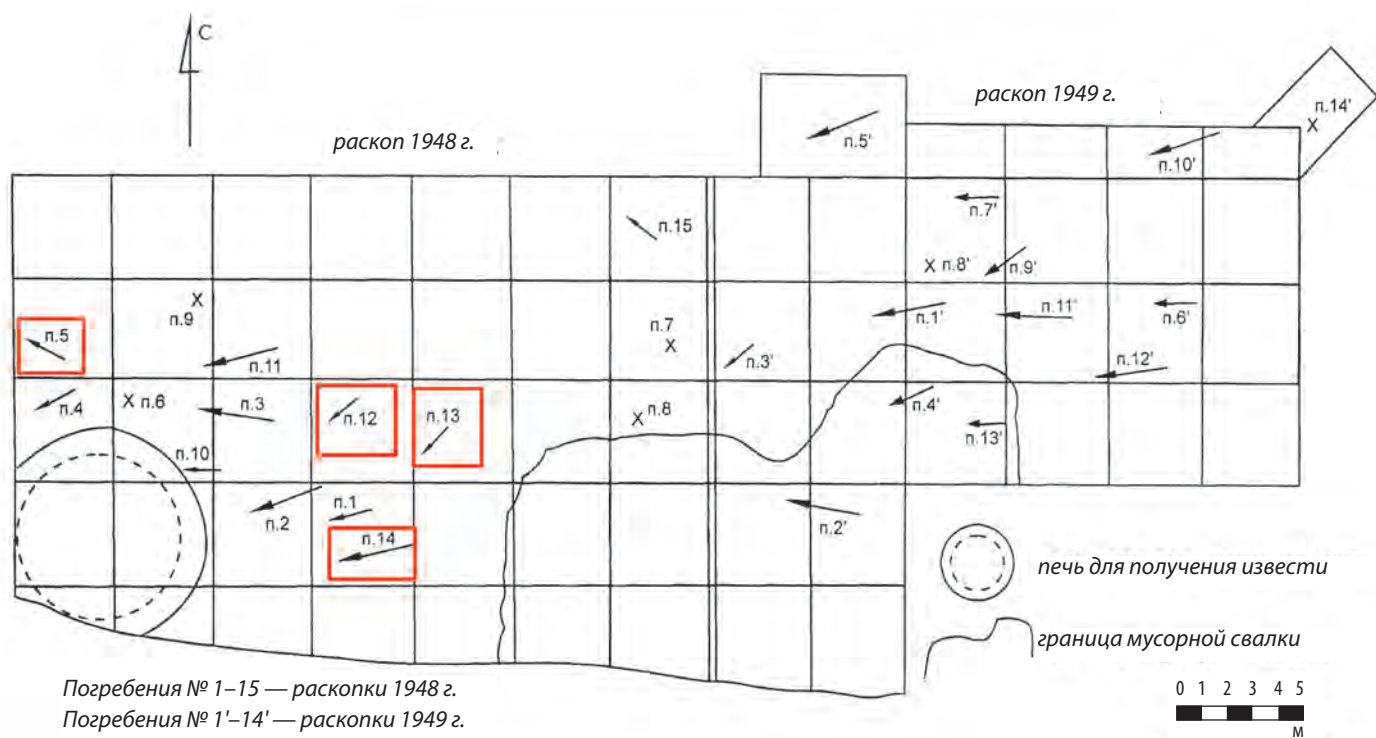 С
раскоп 1948 г.
раскоп 1949 г.
п.14'
п.5'
п.10'
п.7'
п.15
п.8'
п.9'
п.9
п.7
п.1'
п.11'
п.6'
п.5
п.11
п.3'
п.12'
п.4
п.6
п.3
п.12
п.13
п.8
п.4'
п.13'
п.10
п.2
п.1
п.14
п.2'
печь для получения извести
граница мусорной свалки
Погребения № 1–15 — раскопки 1948 г.
Погребения № 1'–14' — раскопки 1949 г.
0 1 2 3 4 5
М